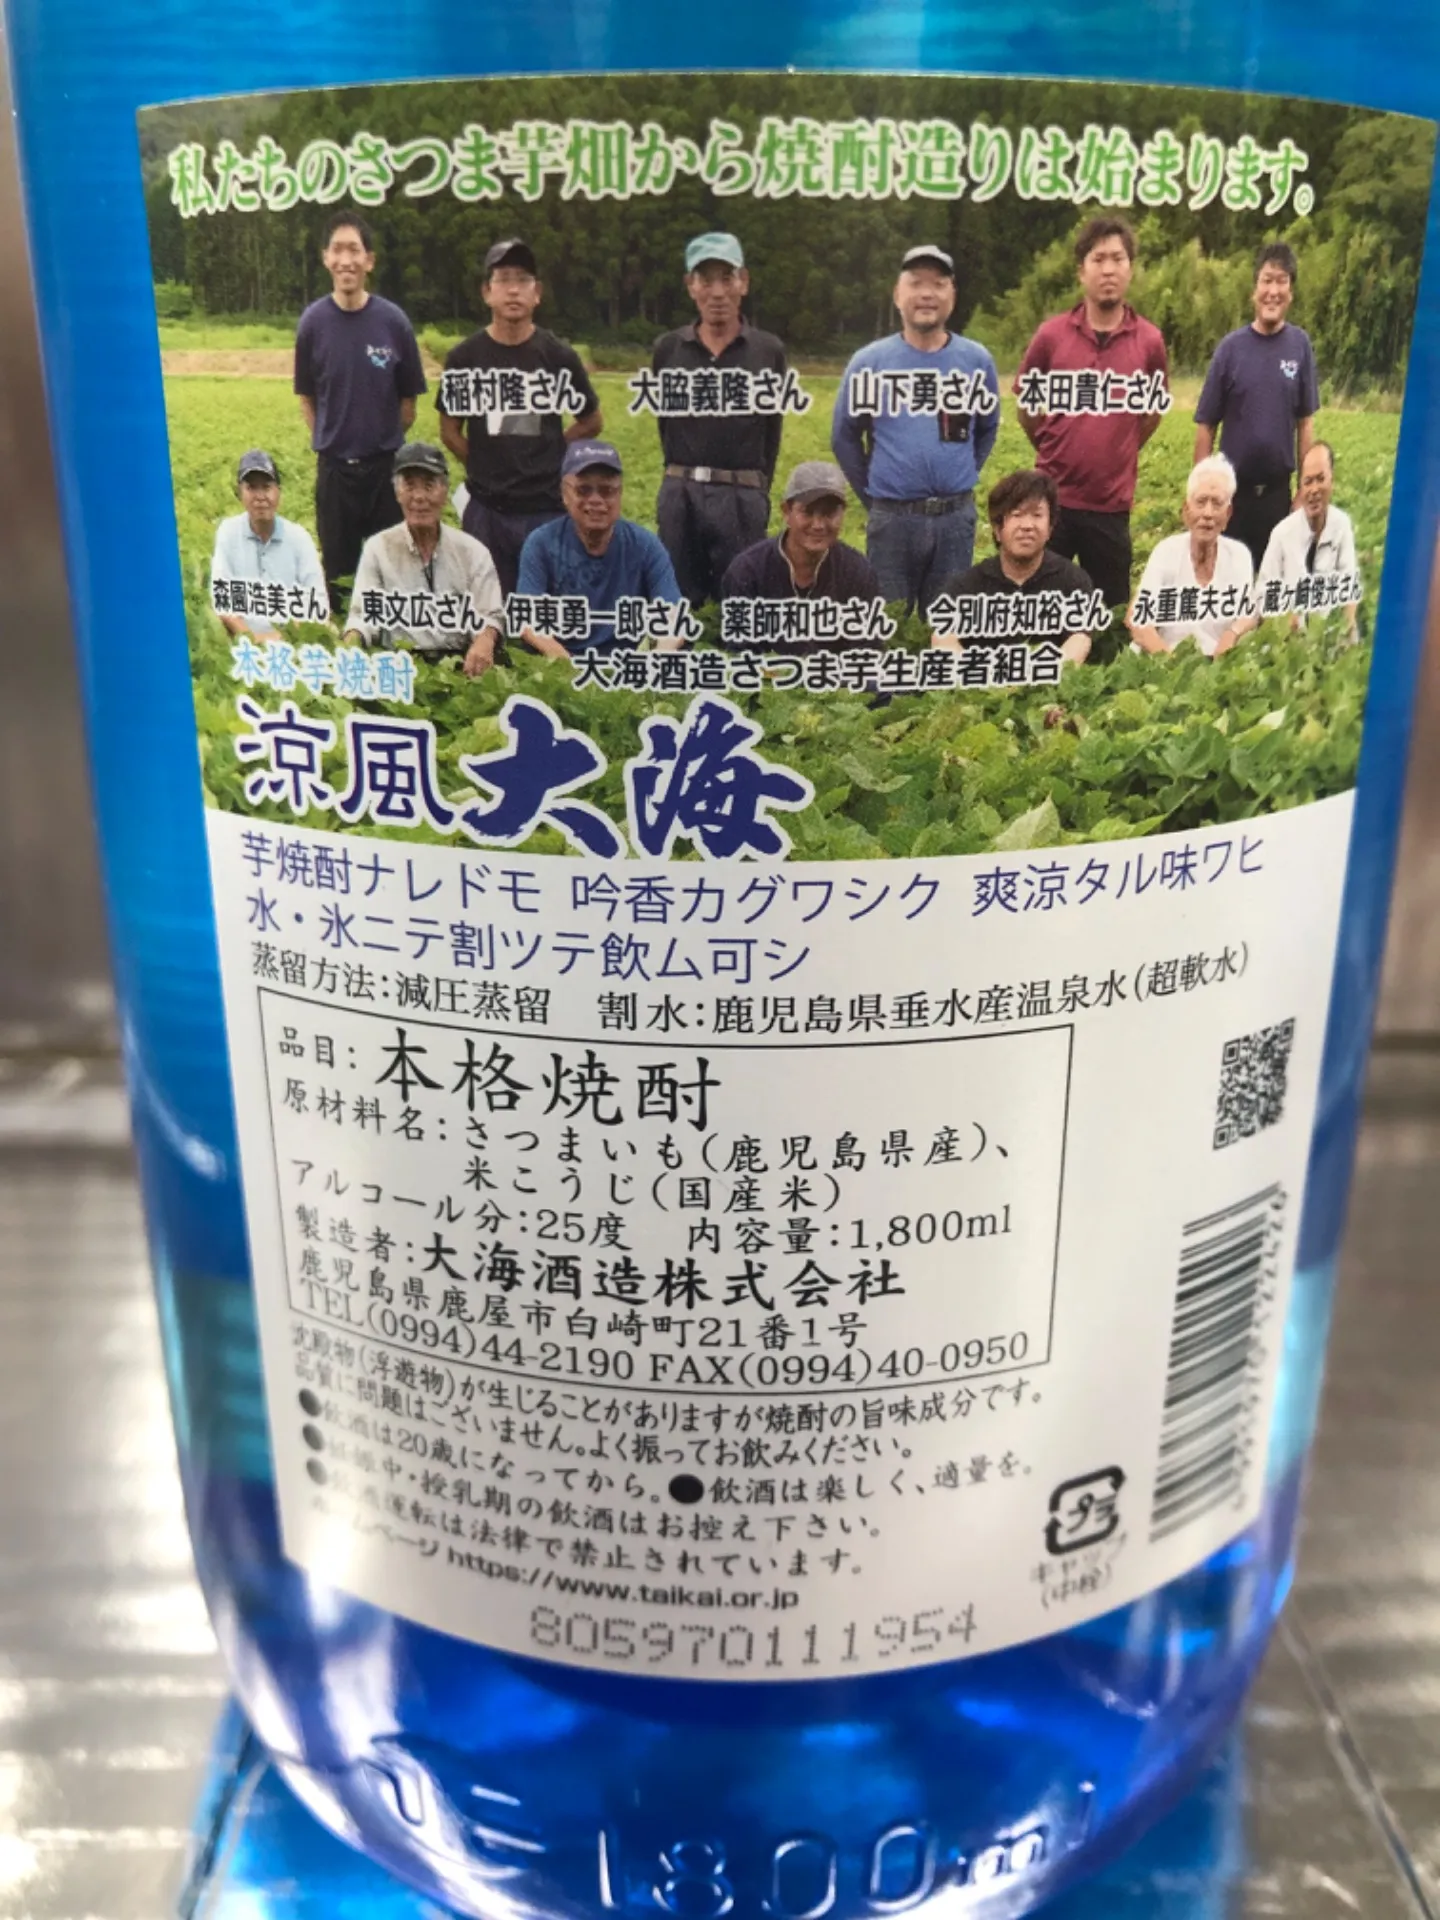 私たちのさつま芋畑から焼酎造りは始まります。
稲村隆さん 大脇義隆さん 山下勇さん 本田貴仁さん
森園浩美さん 東文広さん 伊東勇一郎さん 薬師和也さん 今別府知裕さん 永重篤夫さん 蔵ヶ崎俊光さん
大海酒造さつま芋生産者組合
本格芋焼酎
涼風大海
芋焼酎ナレドモ 吟香カグワシク 爽涼タル味ワヒ
水・氷ニテ割ツテ飲ム可シ
蒸留方法:減圧蒸留 割水:鹿児島県垂水産温泉水(超軟水)
品目:本格焼酎
原材料名:さつまいも(鹿児島県産)、
米こうじ(国産米)
アルコール分:25度 内容量:1,800ml
製造者:大海酒造株式会社
鹿児島県鹿屋市白崎町21番1号
TEL(0994)44-2190 FAX(0994)40-0950
沈殿物(浮遊物)が生じることがありますが焼酎の旨味成分です。
品質に問題はございません。よく振ってお飲みください。
●飲酒は20歳になってから。●飲酒は楽しく、適量を。
●妊娠中・授乳期の飲酒はお控え下さい。
●飲酒運転は法律で禁止されています。
ホームページ https://www.taikai.or.jp
プラ
キャップ
(中栓)
805970111954
1800ml